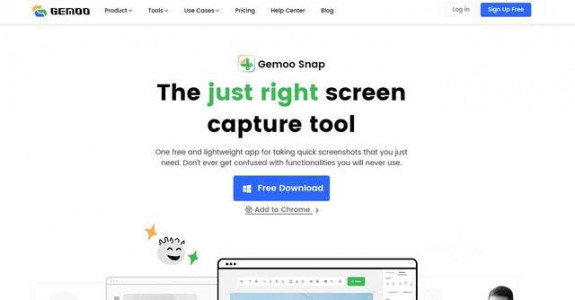 GEMOO Product Tools Use Cases Pricing Help Center Blog Log in Sign Up Free
Gemoo Snap
The just right screen
capture tool
One free and lightweight app for taking quick screenshots that you just
need. Don't ever get confused with functionalities you will never use.
Free Download
Add to Chrome